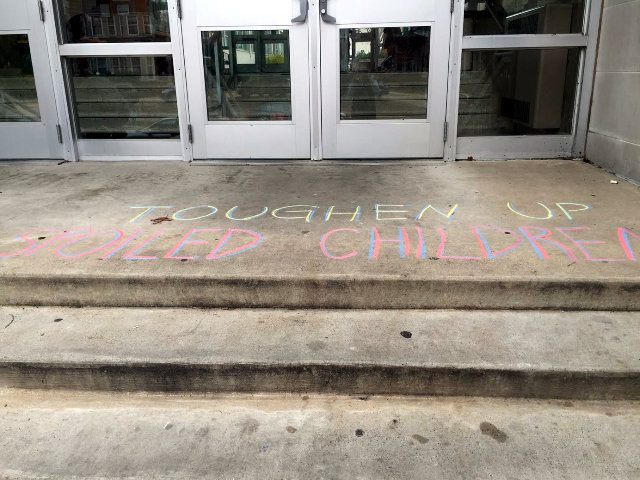 TOUGHEN UP
SPOILED CHILDREN